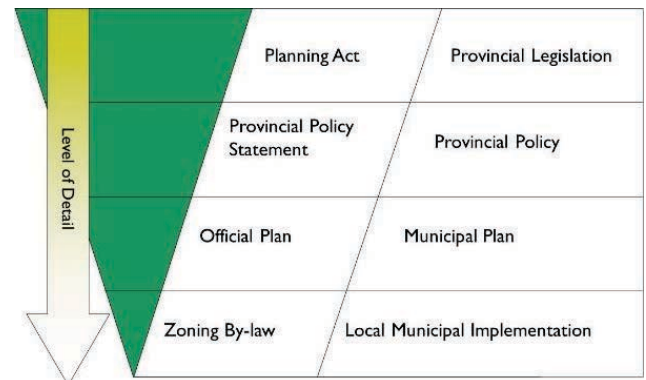 Level of Detail
Planning Act
Provincial Legislation
Provincial Policy
Statement
Provincial Policy
Official Plan
Municipal Plan
Zoning By-law
Local Municipal Implementation